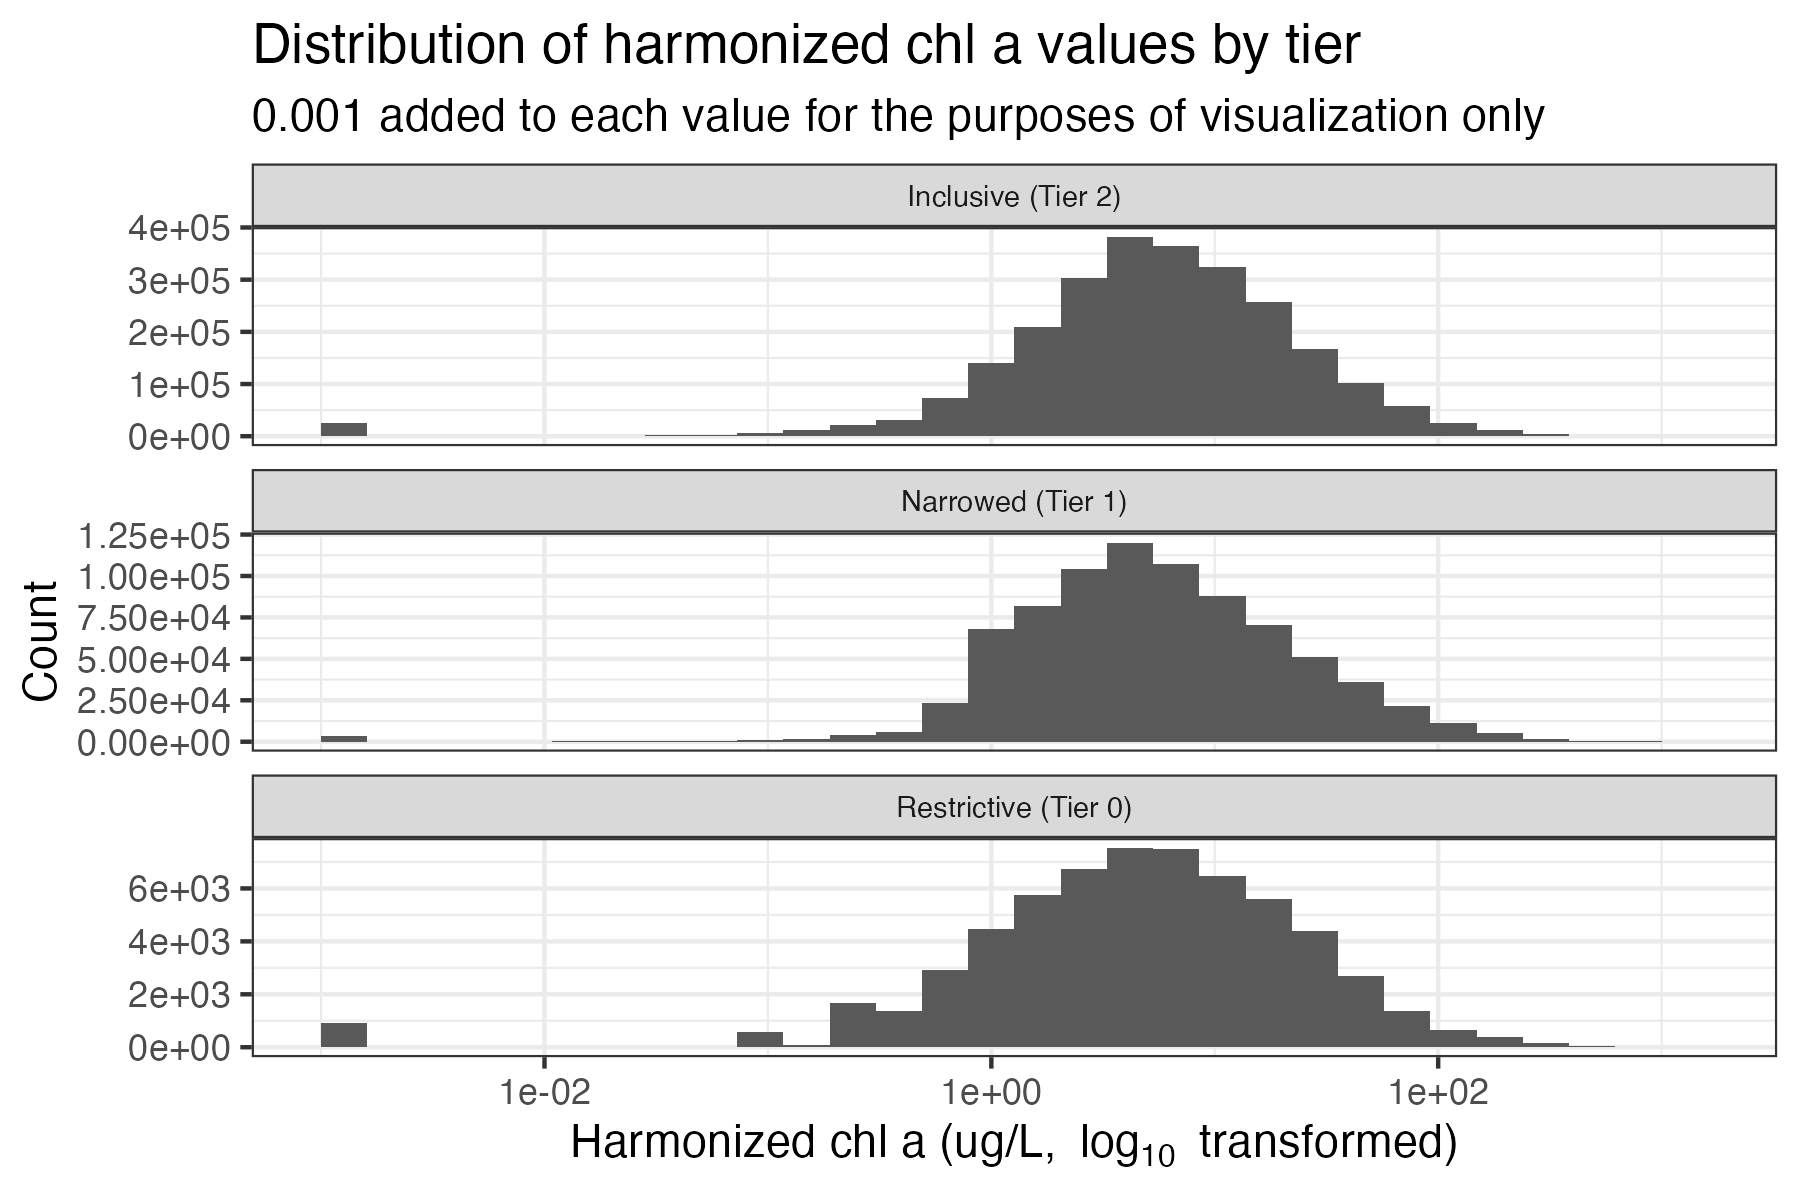 Distribution of harmonized chl a values by tier
0.001 added to each value for the purposes of visualization only
Inclusive (Tier 2)
4e+05
3e+05
2e+05
1e+05
0e+00
Narrowed (Tier 1)
1.25e+05
1.00e+05
7.50e+04
5.00e+04
2.50e+04
0.00e+00
Count
Restrictive (Tier 0)
6e+03
4e+03
2e+03
0e+00
1e-02 1e+00 1e+02
Harmonized chl a (ug/L, log₁₀ transformed)